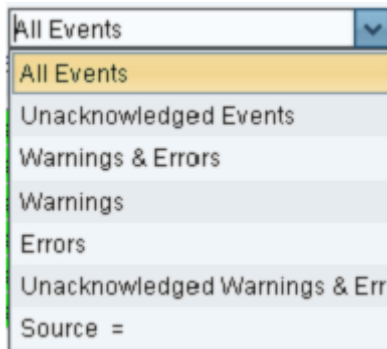 All Events
All Events
Unacknowledged Events
Warnings & Errors
Warnings
Errors
Unacknowledged Warnings & Err
Source =